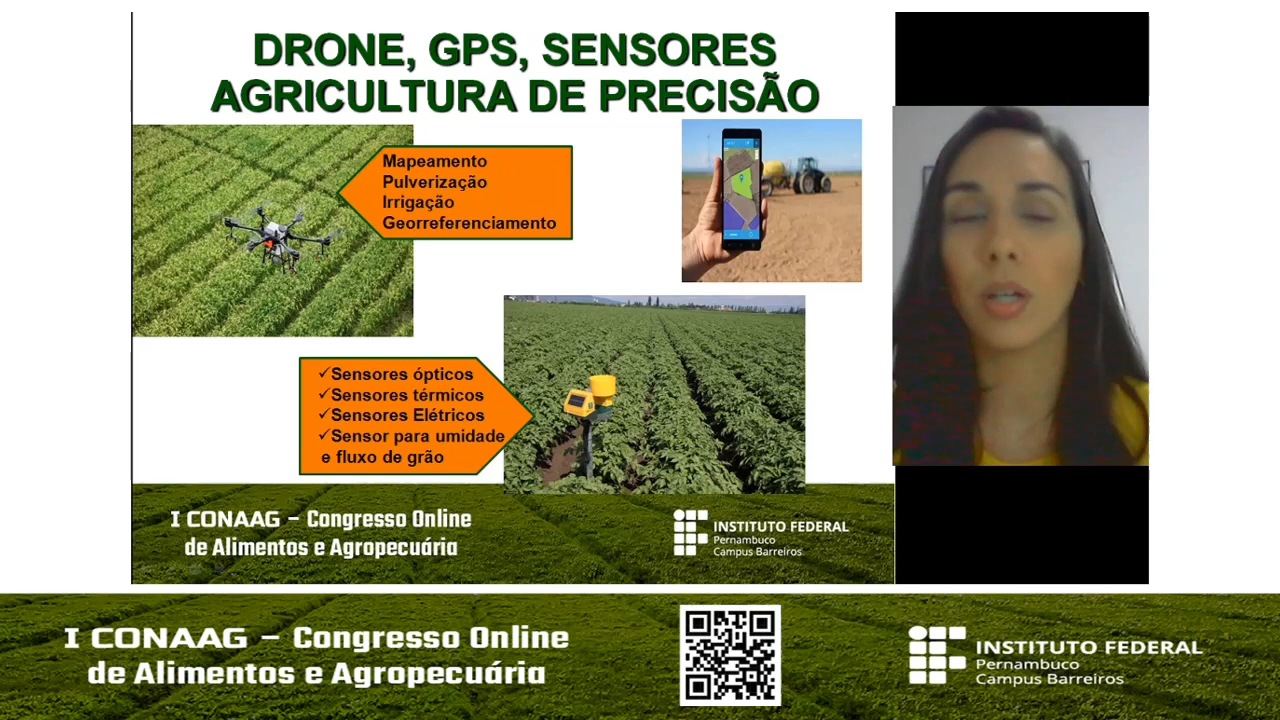 DRONE, GPS, SENSORES
AGRICULTURA DE PRECISÃO
Mapeamento
Pulverização
Irrigação
Georreferenciamento
✓Sensores ópticos
✓Sensores térmicos
✓Sensores Elétricos
✓Sensor para umidade
e fluxo de grão
I CONAAG – Congresso Online
de Alimentos e Agropecuária
INSTITUTO FEDERAL
Pernambuco
Campus Barreiros
I CONAAG – Congresso Online
de Alimentos e Agropecuária
INSTITUTO FEDERAL
Pernambuco
Campus Barreiros